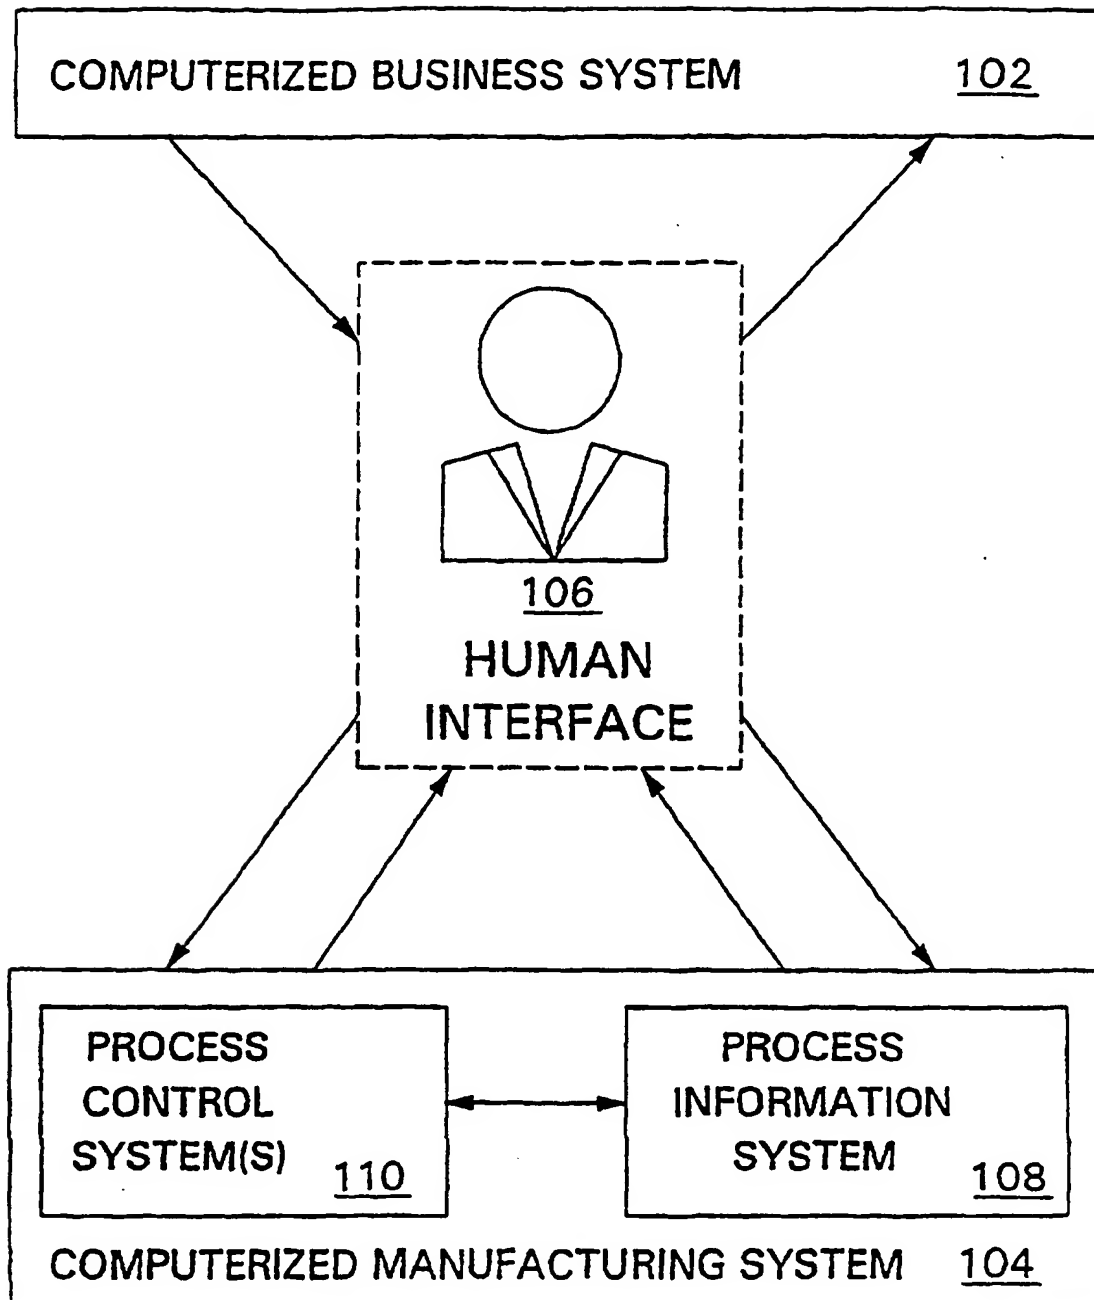 COMPUTERIZED BUSINESS SYSTEM 102
106
HUMAN
INTERFACE
PROCESS
CONTROL
SYSTEM(S) 110
PROCESS
INFORMATION
SYSTEM 108
COMPUTERIZED MANUFACTURING SYSTEM 104